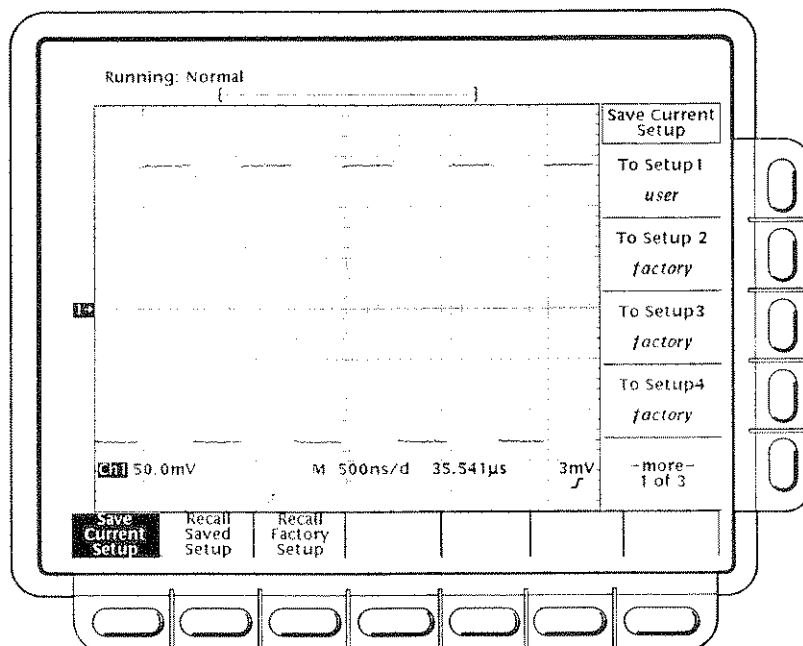 Running: Normal
Save Current
Setup
To Setup1
user
To Setup 2
factory
To Setup3
factory
To Setup4
factory
-more-
1 of 3
1
Ch1 50.0mV M 500ns/d 35.541µs 3mV
Save
Current
Setup
Recall
Saved
Setup
Recall
Factory
Setup